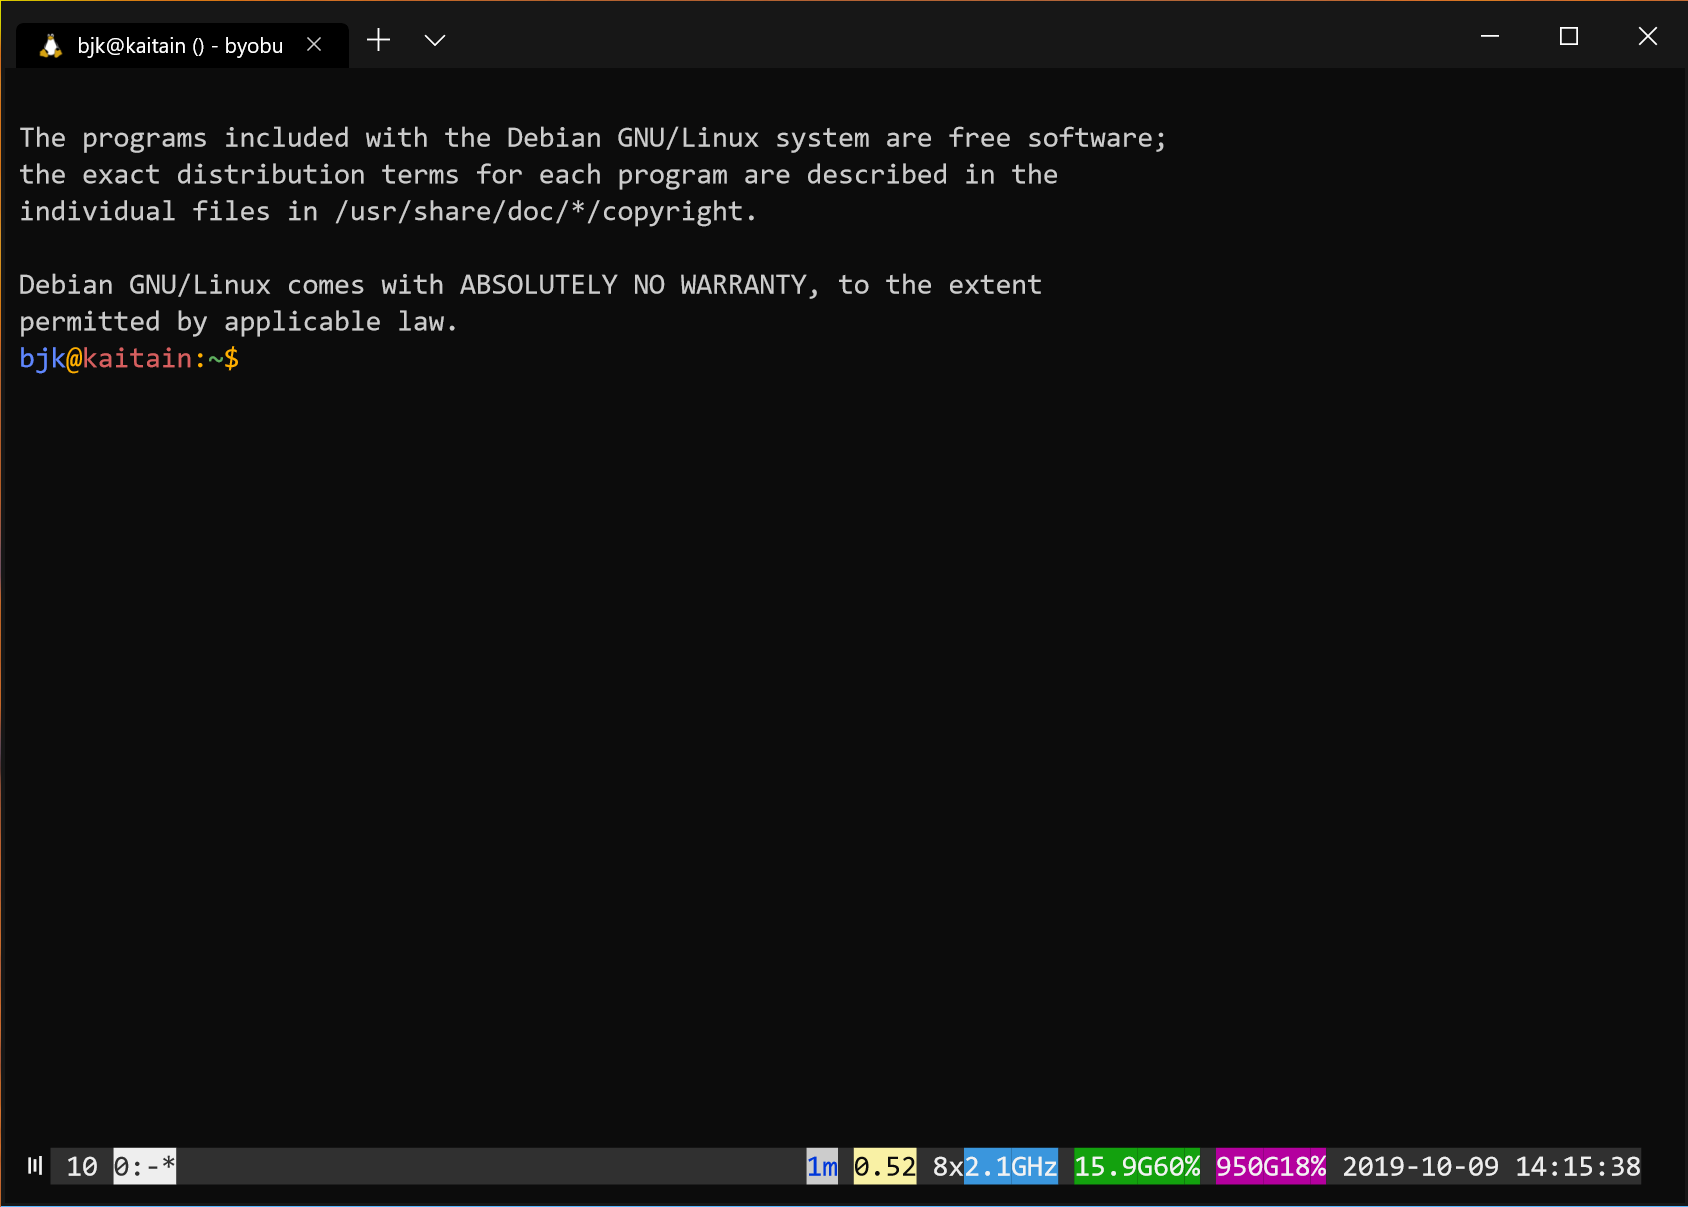 bjk@kaitain () - byobu
The programs included with the Debian GNU/Linux system are free software;
the exact distribution terms for each program are described in the
individual files in /usr/share/doc/*/copyright.
Debian GNU/Linux comes with ABSOLUTELY NO WARRANTY, to the extent
permitted by applicable law.
bjk@kaitain:~$
10 0:-* 1m 0.52 8x2.1GHz 15.9G60% 950G18% 2019-10-09 14:15:38